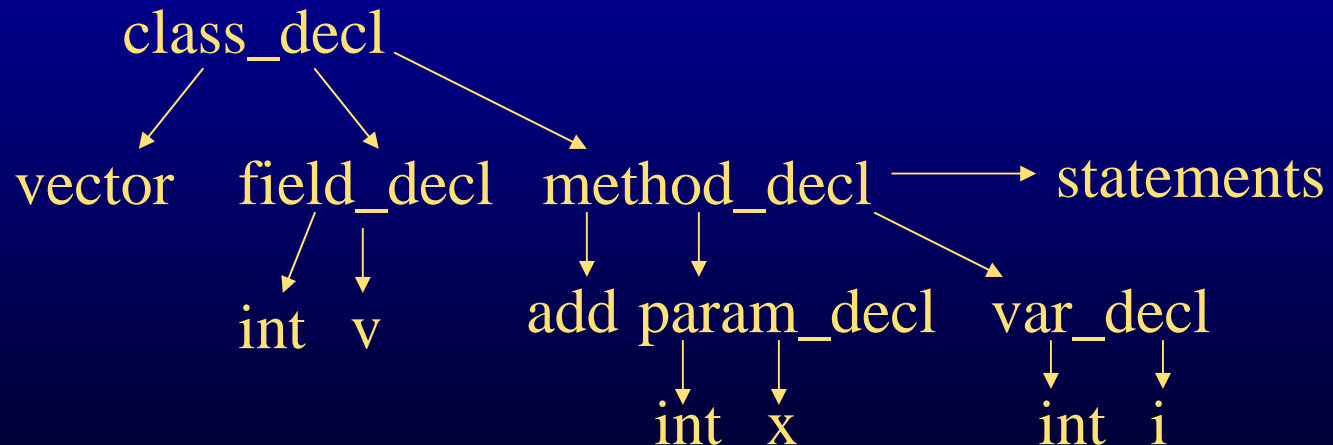 class_decl
vector field_decl method_decl statements
int v add param_decl var_decl
int x int i